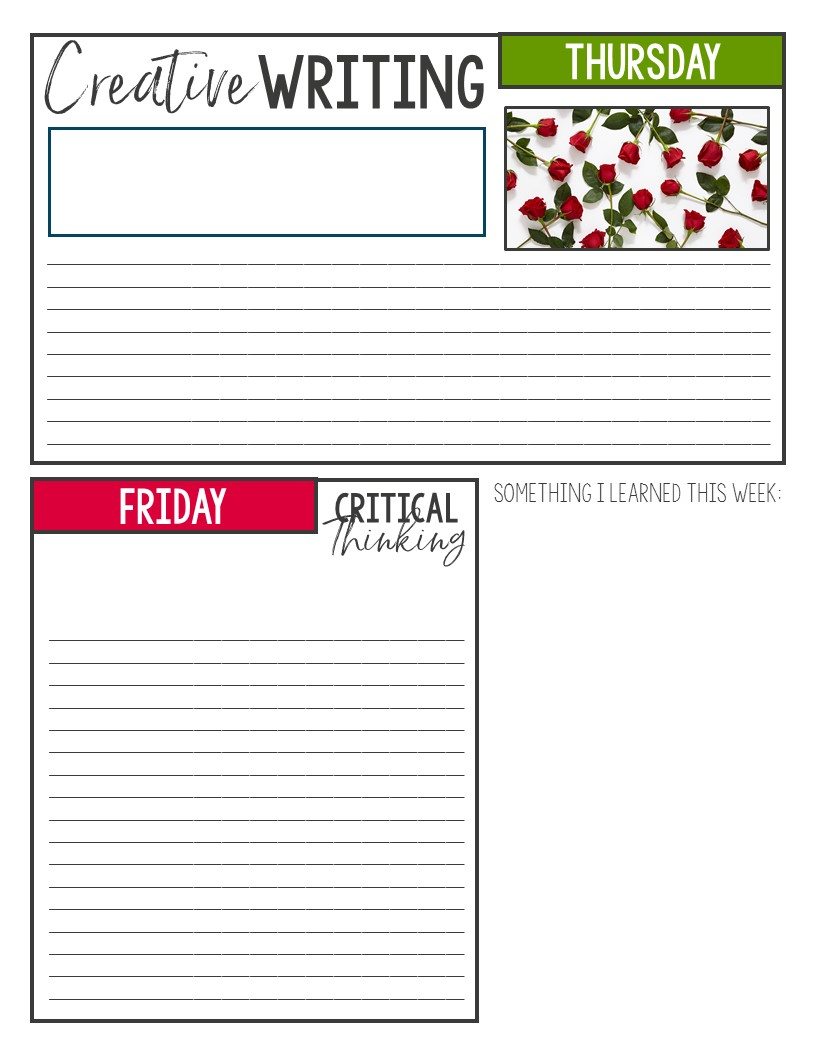 Creative WRITING
THURSDAY
FRIDAY
CRITICAL
Thinking
SOMETHING I LEARNED THIS WEEK: